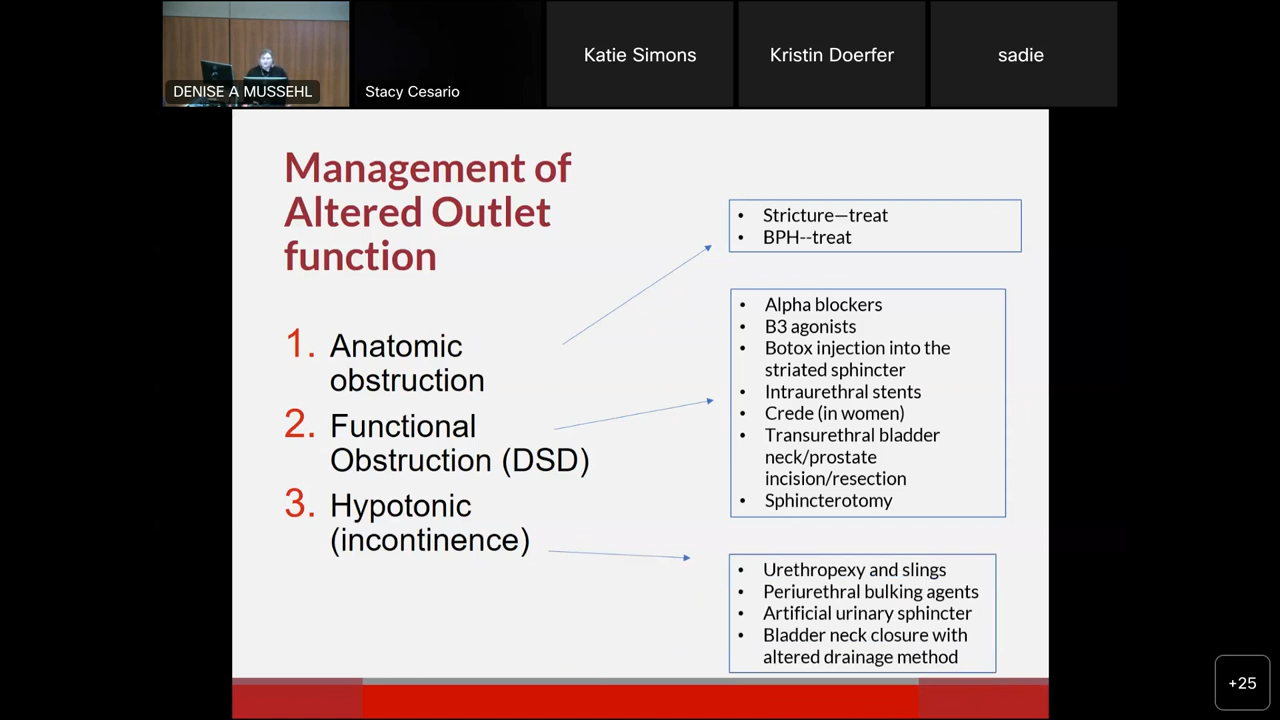 DENISE A MUSSEHL
Stacy Cesario
Katie Simons
Kristin Doerfer
sadie
Management of
Altered Outlet
function
1. Anatomic
obstruction
2. Functional
Obstruction (DSD)
3. Hypotonic
(incontinence)
• Stricture—treat
• BPH--treat
• Alpha blockers
• B3 agonists
• Botox injection into the
striated sphincter
• Intraurethral stents
• Crede (in women)
• Transurethral bladder
neck/prostate
incision/resection
• Sphincterotomy
• Urethropexy and slings
• Periurethral bulking agents
• Artificial urinary sphincter
• Bladder neck closure with
altered drainage method
+25